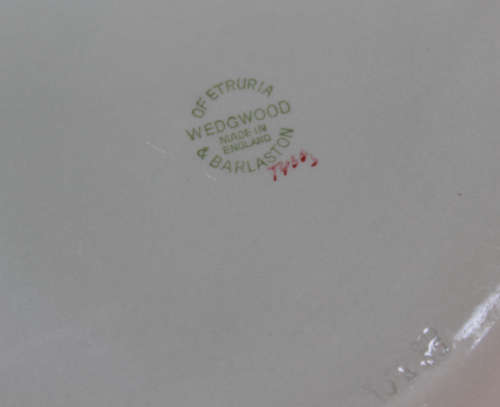 OF ETRURIA
WEDGWOOD
MADE IN
ENGLAND
& BARLASTON